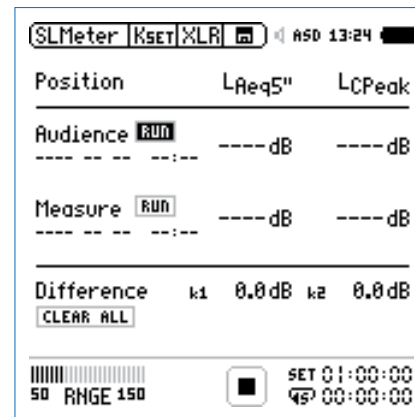 SLMeter KSET XLR ASD 13:24
Position LAeq5" LCPeak
Audience RUN ----dB ----dB
---- -- -- --:--
Measure RUN ----dB ----dB
---- -- -- --:--
Difference k1 0.0dB k2 0.0dB
CLEAR ALL
SET 01:00:00
50 RNGE 150 00:00:00